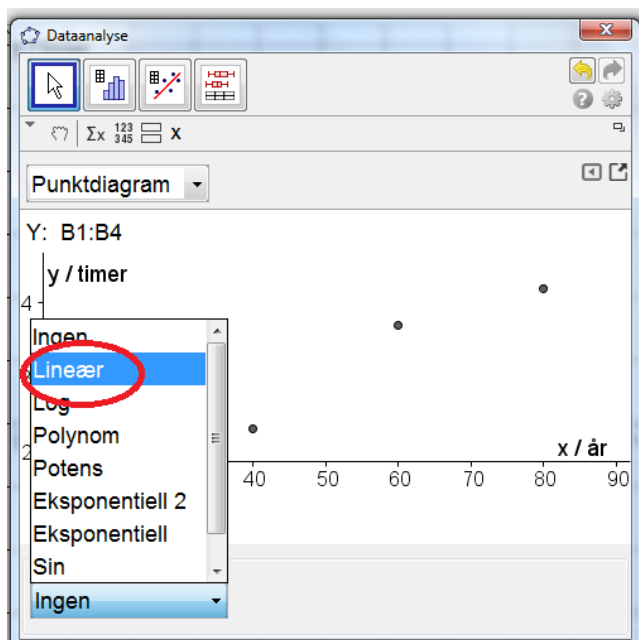 Dataanalyse
Σx 123 345 X
Punktdiagram
Y: B1:B4
y / timer
4
Ingen
Lineær
Log
Polynom
Potens
Eksponentiell 2
Eksponentiell
Sin
2
x / år
40 50 60 70 80 90
Ingen